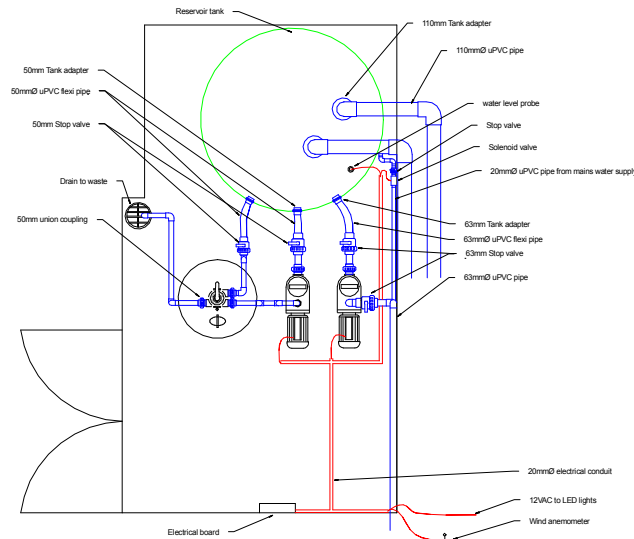 Reservoir tank
110mm Tank adapter
110mmØ uPVC pipe
50mm Tank adapter
50mmØ uPVC flexi pipe
water level probe
50mm Stop valve
Stop valve
Solenoid valve
20mmØ uPVC pipe from mains water supply
Drain to waste
50mm union coupling
63mm Tank adapter
63mmØ uPVC flexi pipe
63mm Stop valve
63mmØ uPVC pipe
20mmØ electrical conduit
12VAC to LED lights
Wind anemometer
Electrical board